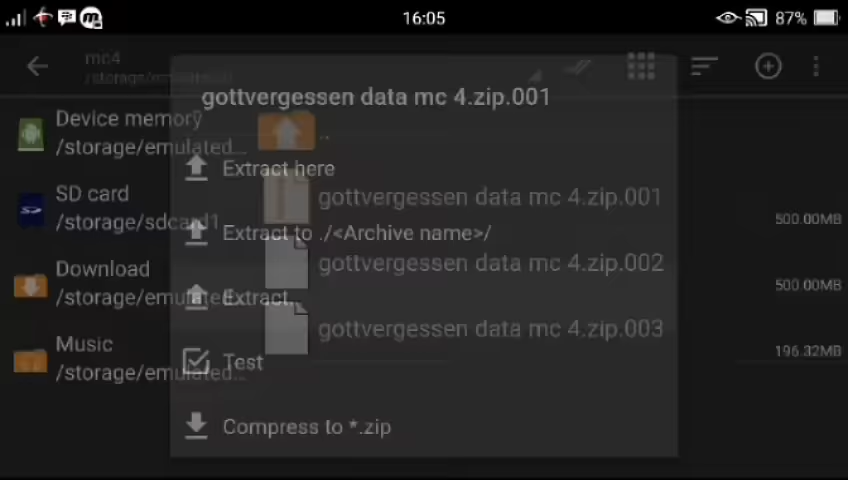 16:05
87%
mc4
/storage/emulated/0/
gottvergessen data mc 4.zip.001
Device memory
/storage/emulated...
..
Extract here
SD card
/storage/sdcard1
gottvergessen data mc 4.zip.001
500.00MB
Extract to ./<Archive name>/
Download
/storage/emulated...
gottvergessen data mc 4.zip.002
500.00MB
Extract...
Music
/storage/emulated...
gottvergessen data mc 4.zip.003
196.32MB
Test
Compress to *.zip